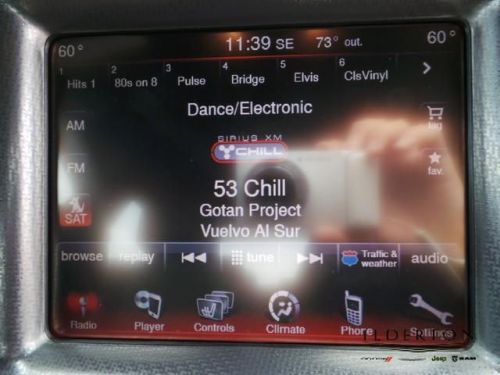 60° 11:39 SE 73° out. 60°
1 2 3 4 5 6
Hits 1 80s on 8 Pulse Bridge Elvis ClsVinyl
Dance/Electronic
AM tag
SIRIUS XM
CHILL
FM fav.
53 Chill
Gotan Project
SAT
Vuelvo Al Sur
browse replay tune Traffic & weather audio
Radio Player Controls Climate Phone Settings
ILDERTON
Jeep RAM